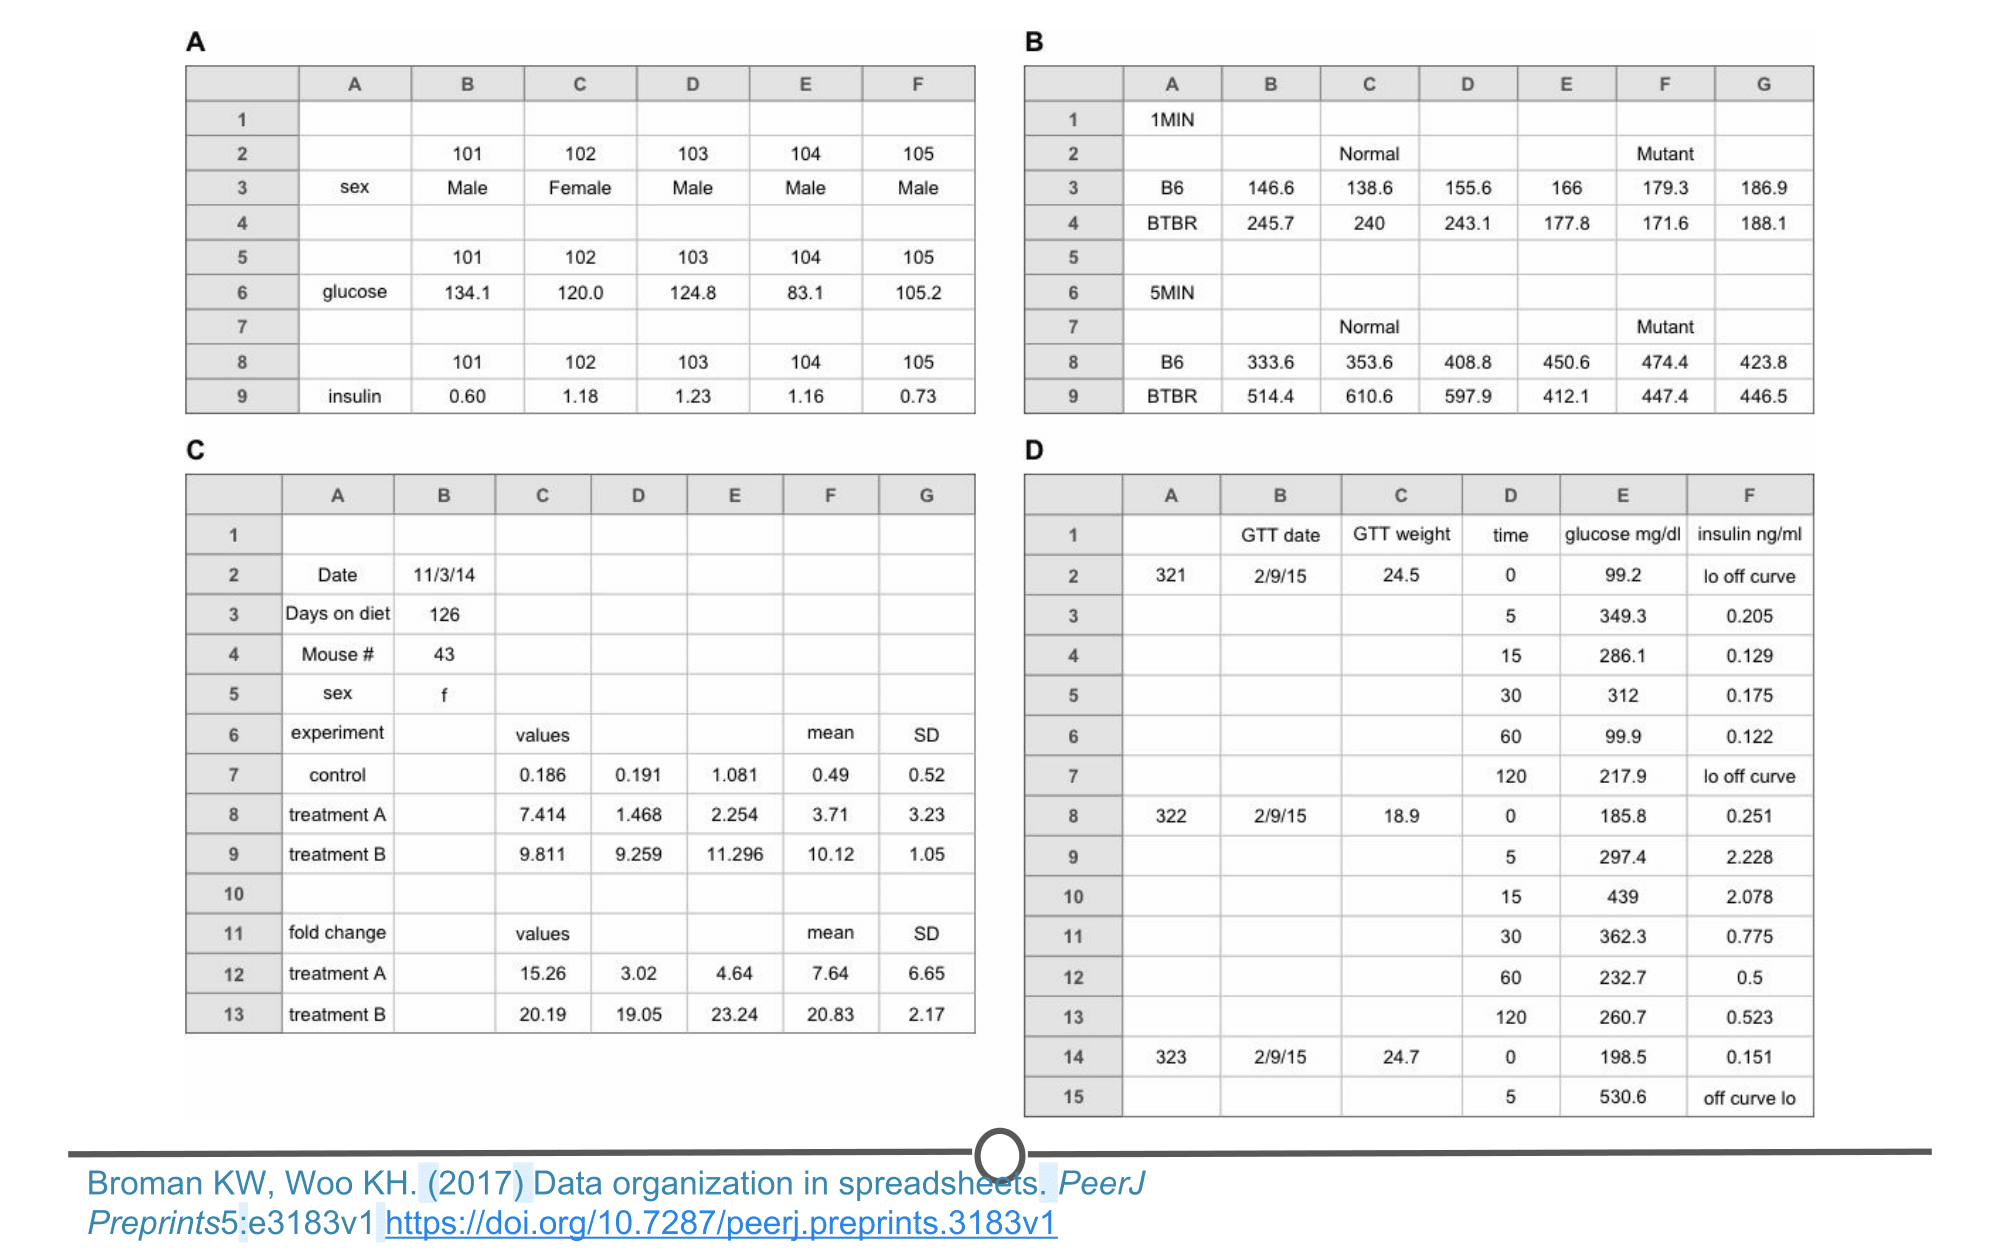 A
A B C D E F
1
2 101 102 103 104 105
3 sex Male Female Male Male Male
4
5 101 102 103 104 105
6 glucose 134.1 120.0 124.8 83.1 105.2
7
8 101 102 103 104 105
9 insulin 0.60 1.18 1.23 1.16 0.73
B
A B C D E F G
1 1MIN
2 Normal Mutant
3 B6 146.6 138.6 155.6 166 179.3 186.9
4 BTBR 245.7 240 243.1 177.8 171.6 188.1
5
6 5MIN
7 Normal Mutant
8 B6 333.6 353.6 408.8 450.6 474.4 423.8
9 BTBR 514.4 610.6 597.9 412.1 447.4 446.5
C
A B C D E F G
1
2 Date 11/3/14
3 Days on diet 126
4 Mouse # 43
5 sex f
6 experiment values mean SD
7 control 0.186 0.191 1.081 0.49 0.52
8 treatment A 7.414 1.468 2.254 3.71 3.23
9 treatment B 9.811 9.259 11.296 10.12 1.05
10
11 fold change values mean SD
12 treatment A 15.26 3.02 4.64 7.64 6.65
13 treatment B 20.19 19.05 23.24 20.83 2.17
D
A B C D E F
1 GTT date GTT weight time glucose mg/dl insulin ng/ml
2 321 2/9/15 24.5 0 99.2 lo off curve
3 5 349.3 0.205
4 15 286.1 0.129
5 30 312 0.175
6 60 99.9 0.122
7 120 217.9 lo off curve
8 322 2/9/15 18.9 0 185.8 0.251
9 5 297.4 2.228
10 15 439 2.078
11 30 362.3 0.775
12 60 232.7 0.5
13 120 260.7 0.523
14 323 2/9/15 24.7 0 198.5 0.151
15 5 530.6 off curve lo
Broman KW, Woo KH. (2017) Data organization in spreadsheets. PeerJ
Preprints5:e3183v1 https://doi.org/10.7287/peerj.preprints.3183v1